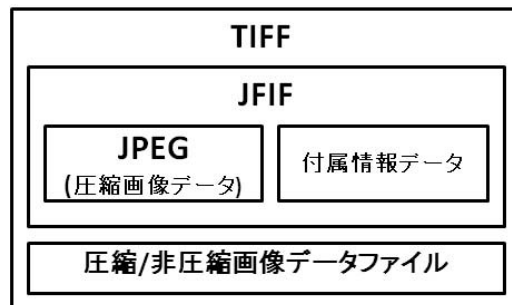 TIFF
JFIF
JPEG
(圧縮画像データ)
付属情報データ
圧縮/非圧縮画像データファイル